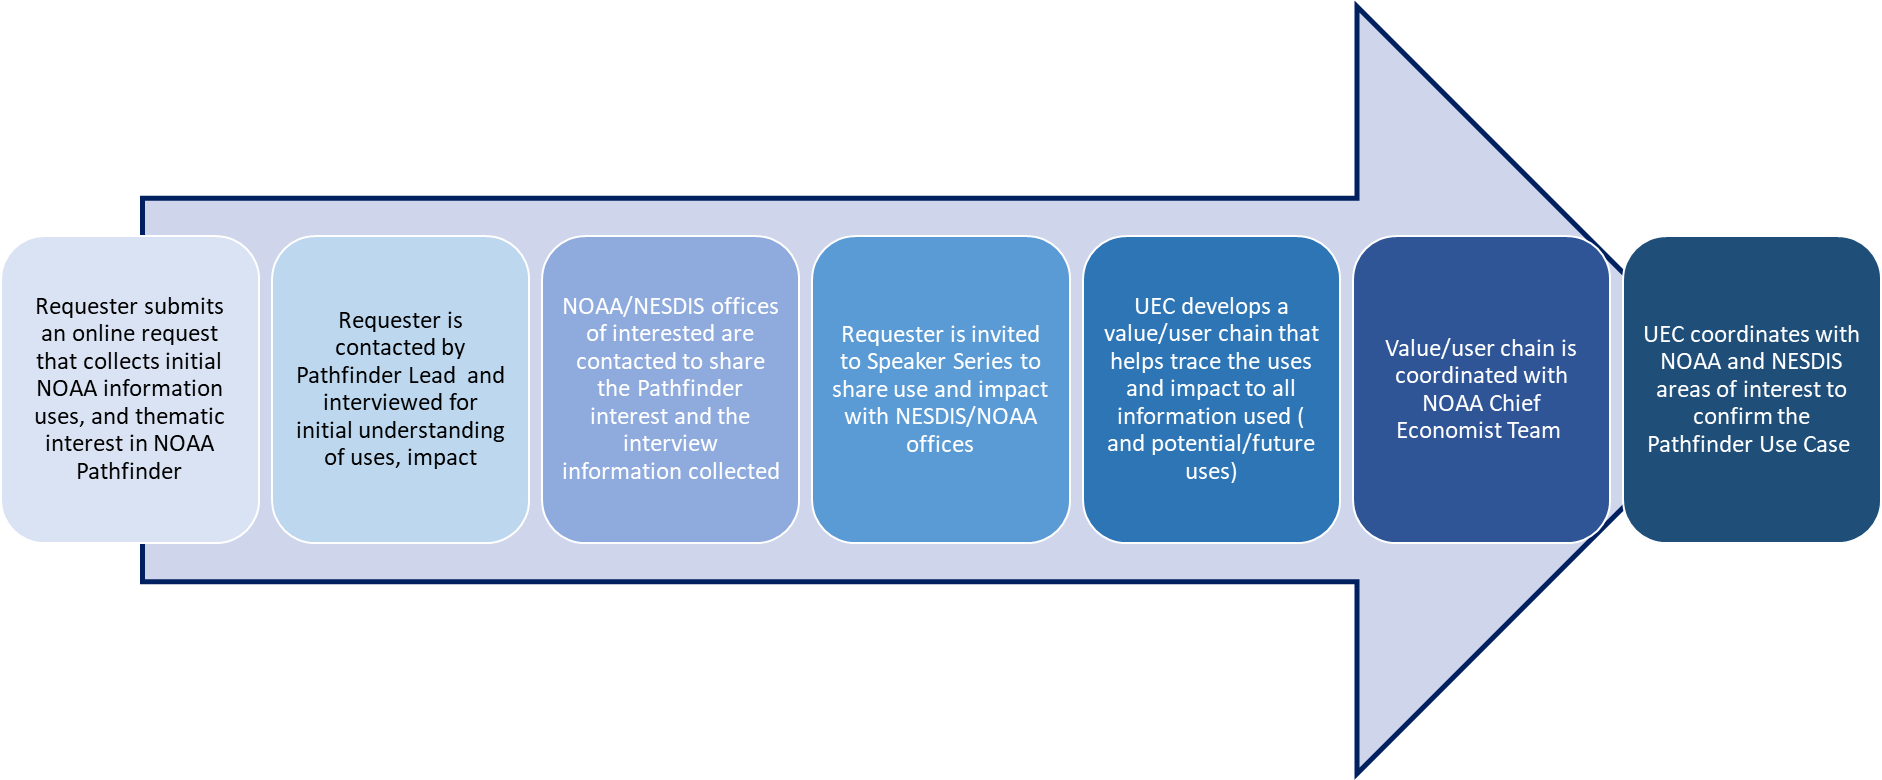 Requester submits
an online request
that collects initial
NOAA information
uses, and thematic
interest in NOAA
Pathfinder
Requester is
contacted by
Pathfinder Lead  and
interviewed for
initial understanding
of uses, impact
NOAA/NESDIS offices
of interested are
contacted to share
the Pathfinder
interest and the
interview
information collected
Requester is invited
to Speaker Series to
share use and impact
with NESDIS/NOAA
offices
UEC develops a
value/user chain that
helps trace the uses
and impact to all
information used (
and potential/future
uses)
Value/user chain is
coordinated with
NOAA Chief
Economist Team
UEC coordinates with
NOAA and NESDIS
areas of interest to
confirm the
Pathfinder Use Case